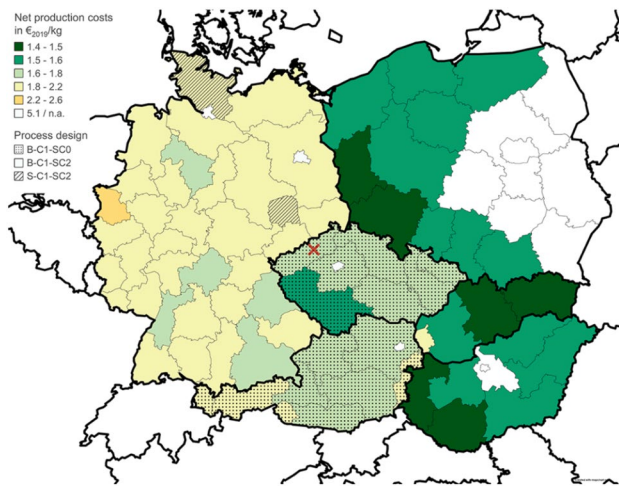 Net production costs
in €2019/kg
1.4 - 1.5
1.5 - 1.6
1.6 - 1.8
1.8 - 2.2
2.2 - 2.6
5.1 / n.a.
Process design
B-C1-SC0
B-C1-SC2
S-C1-SC2